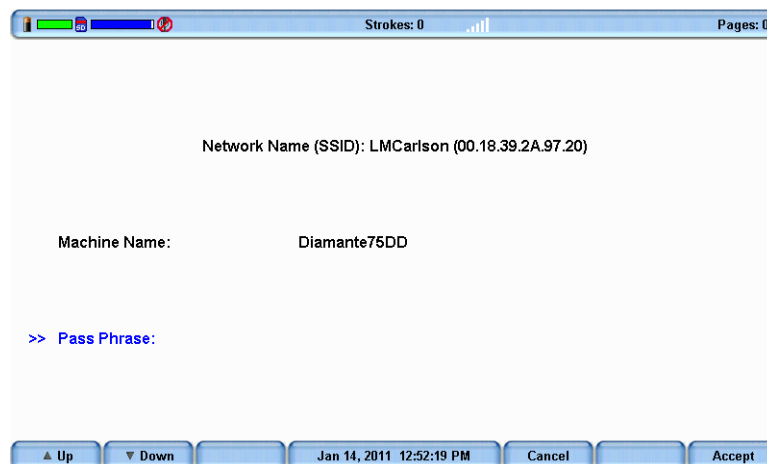 SD Strokes: 0 Pages: 0
Network Name (SSID): LMCarlson (00.18.39.2A.97.20)
Machine Name: Diamante75DD
>> Pass Phrase:
▲ Up ▼ Down Jan 14, 2011 12:52:19 PM Cancel Accept